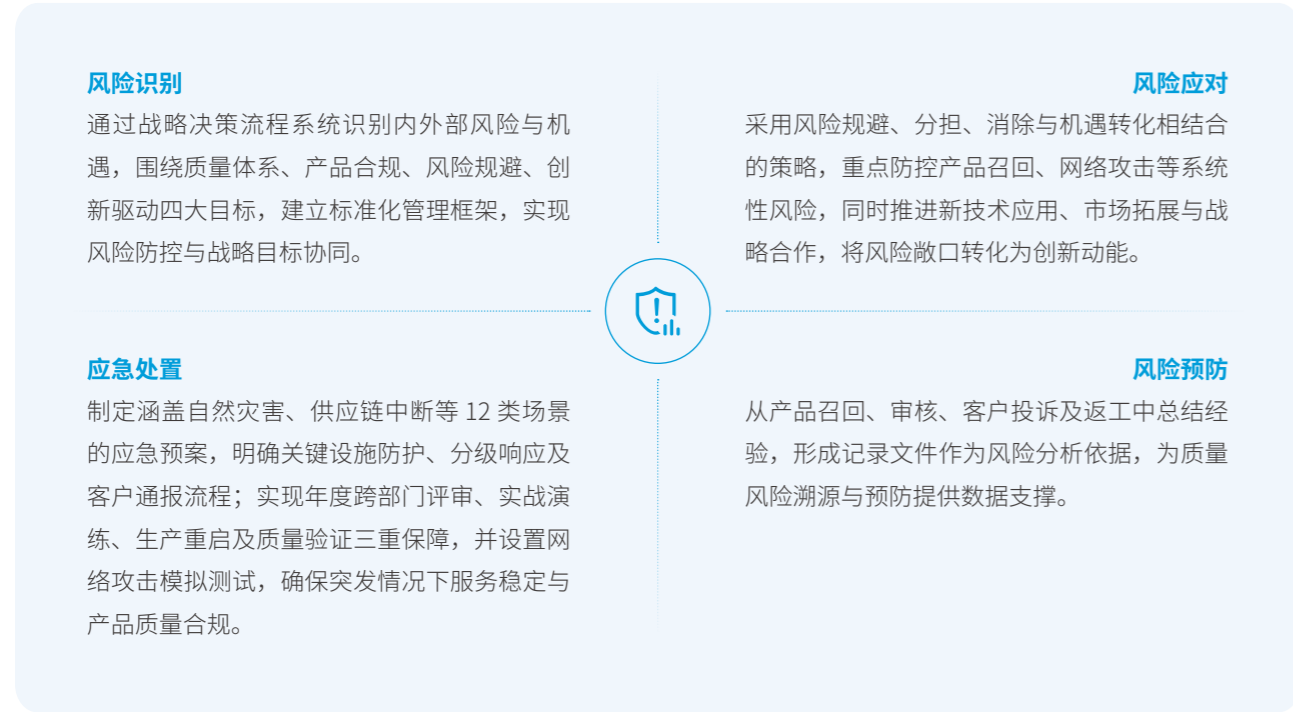 风险识别
通过战略决策流程系统识别内外部风险与机
遇，围绕质量体系、产品合规、风险规避、创
新驱动四大目标，建立标准化管理框架，实现
风险防控与战略目标协同。
风险应对
采用风险规避、分担、消除与机遇转化相结合
的策略，重点防控产品召回、网络攻击等系统
性风险，同时推进新技术应用、市场拓展与战
略合作，将风险敞口转化为创新动能。
应急处置
制定涵盖自然灾害、供应链中断等 12 类场景
的应急预案，明确关键设施防护、分级响应及
客户通报流程；实现年度跨部门评审、实战演
练、生产重启及质量验证三重保障，并设置网
络攻击模拟测试，确保突发情况下服务稳定与
产品质量合规。
风险预防
从产品召回、审核、客户投诉及返工中总结经
验，形成记录文件作为风险分析依据，为质量
风险溯源与预防提供数据支撑。